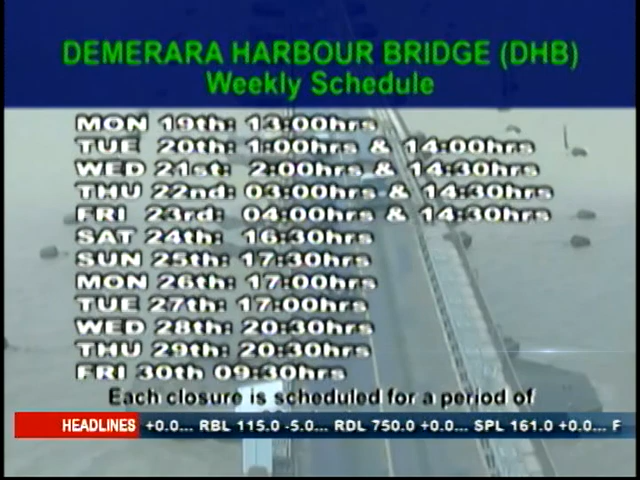 DEMERARA HARBOUR BRIDGE (DHB)
Weekly Schedule
MON 19th: 13:00hrs
TUE 20th: 1:00hrs & 14:00hrs
WED 21st: 2:00hrs & 14:30hrs
THU 22nd: 03:00hrs & 14:30hrs
FRI 23rd: 04:00hrs & 14:30hrs
SAT 24th: 16:30hrs
SUN 25th: 17:30hrs
MON 26th: 17:00hrs
TUE 27th: 17:00hrs
WED 28th: 20:30hrs
THU 29th: 20:30hrs
FRI 30th 09:30hrs
Each closure is scheduled for a period of
HEADLINES +0.0... RBL 115.0 -5.0... RDL 750.0 +0.0... SPL 161.0 +0.0... F